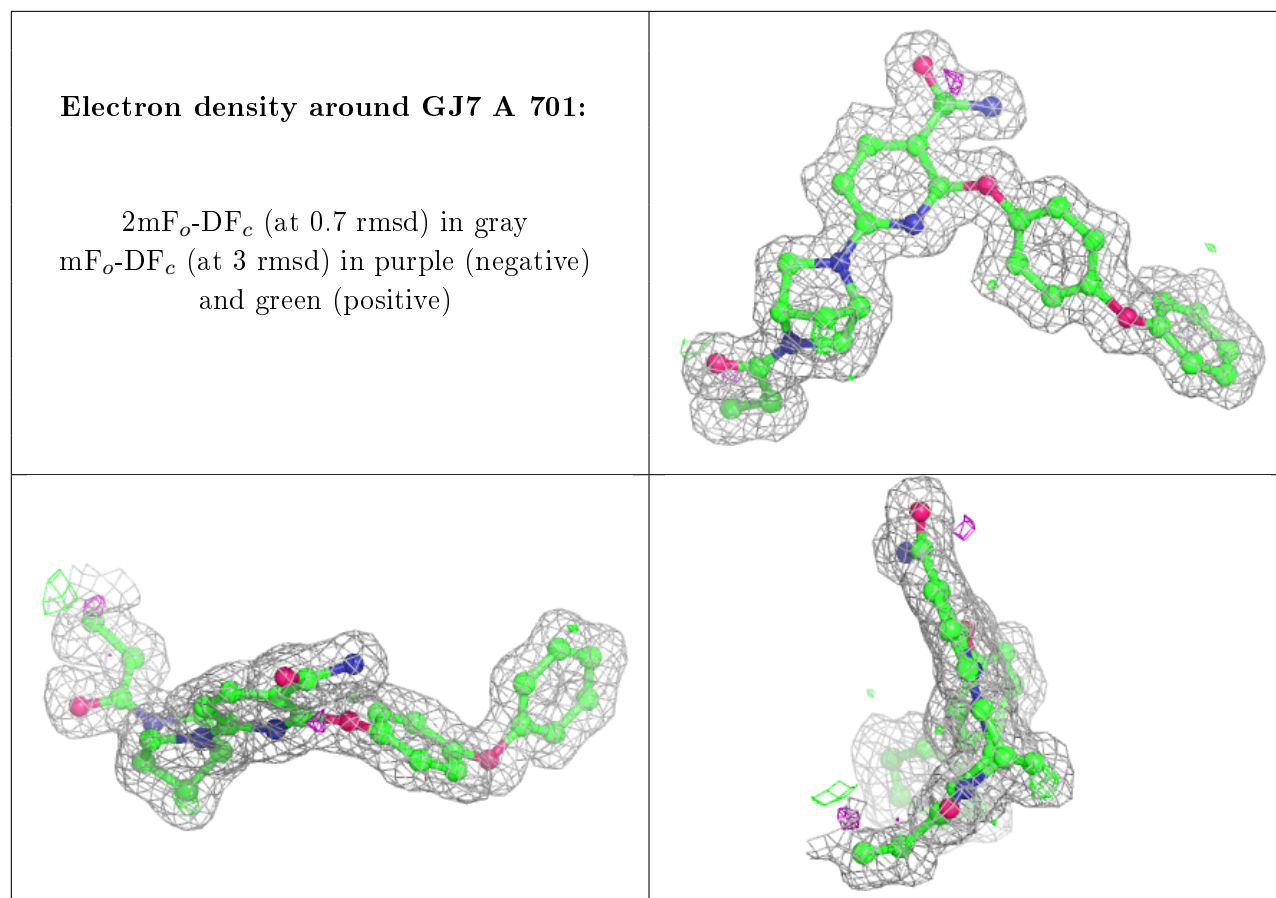 Electron density around GJ7 A 701:
2mFₒ-DF𝒸 (at 0.7 rmsd) in gray
mFₒ-DF𝒸 (at 3 rmsd) in purple (negative)
and green (positive)